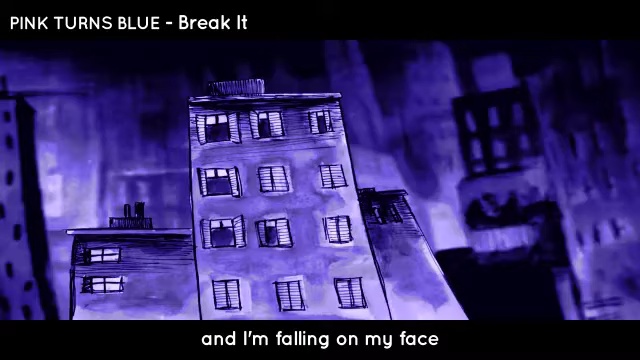 PINK TURNS BLUE - Break It
and I'm falling on my face